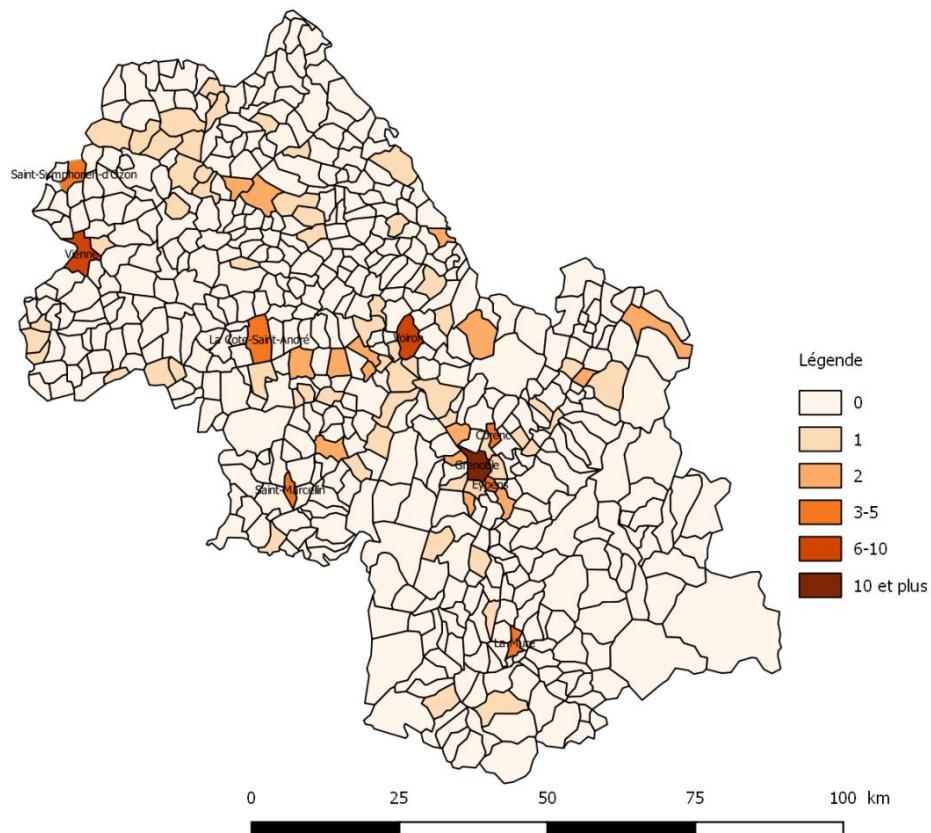 Saint-Symphorien-d'Ozon
Vienne
La Cote-Saint-André
Voiron
Corenc
Grenoble
Eybens
Saint-Marcellin
La Mure
Légende
0
1
2
3-5
6-10
10 et plus
0 25 50 75 100 km